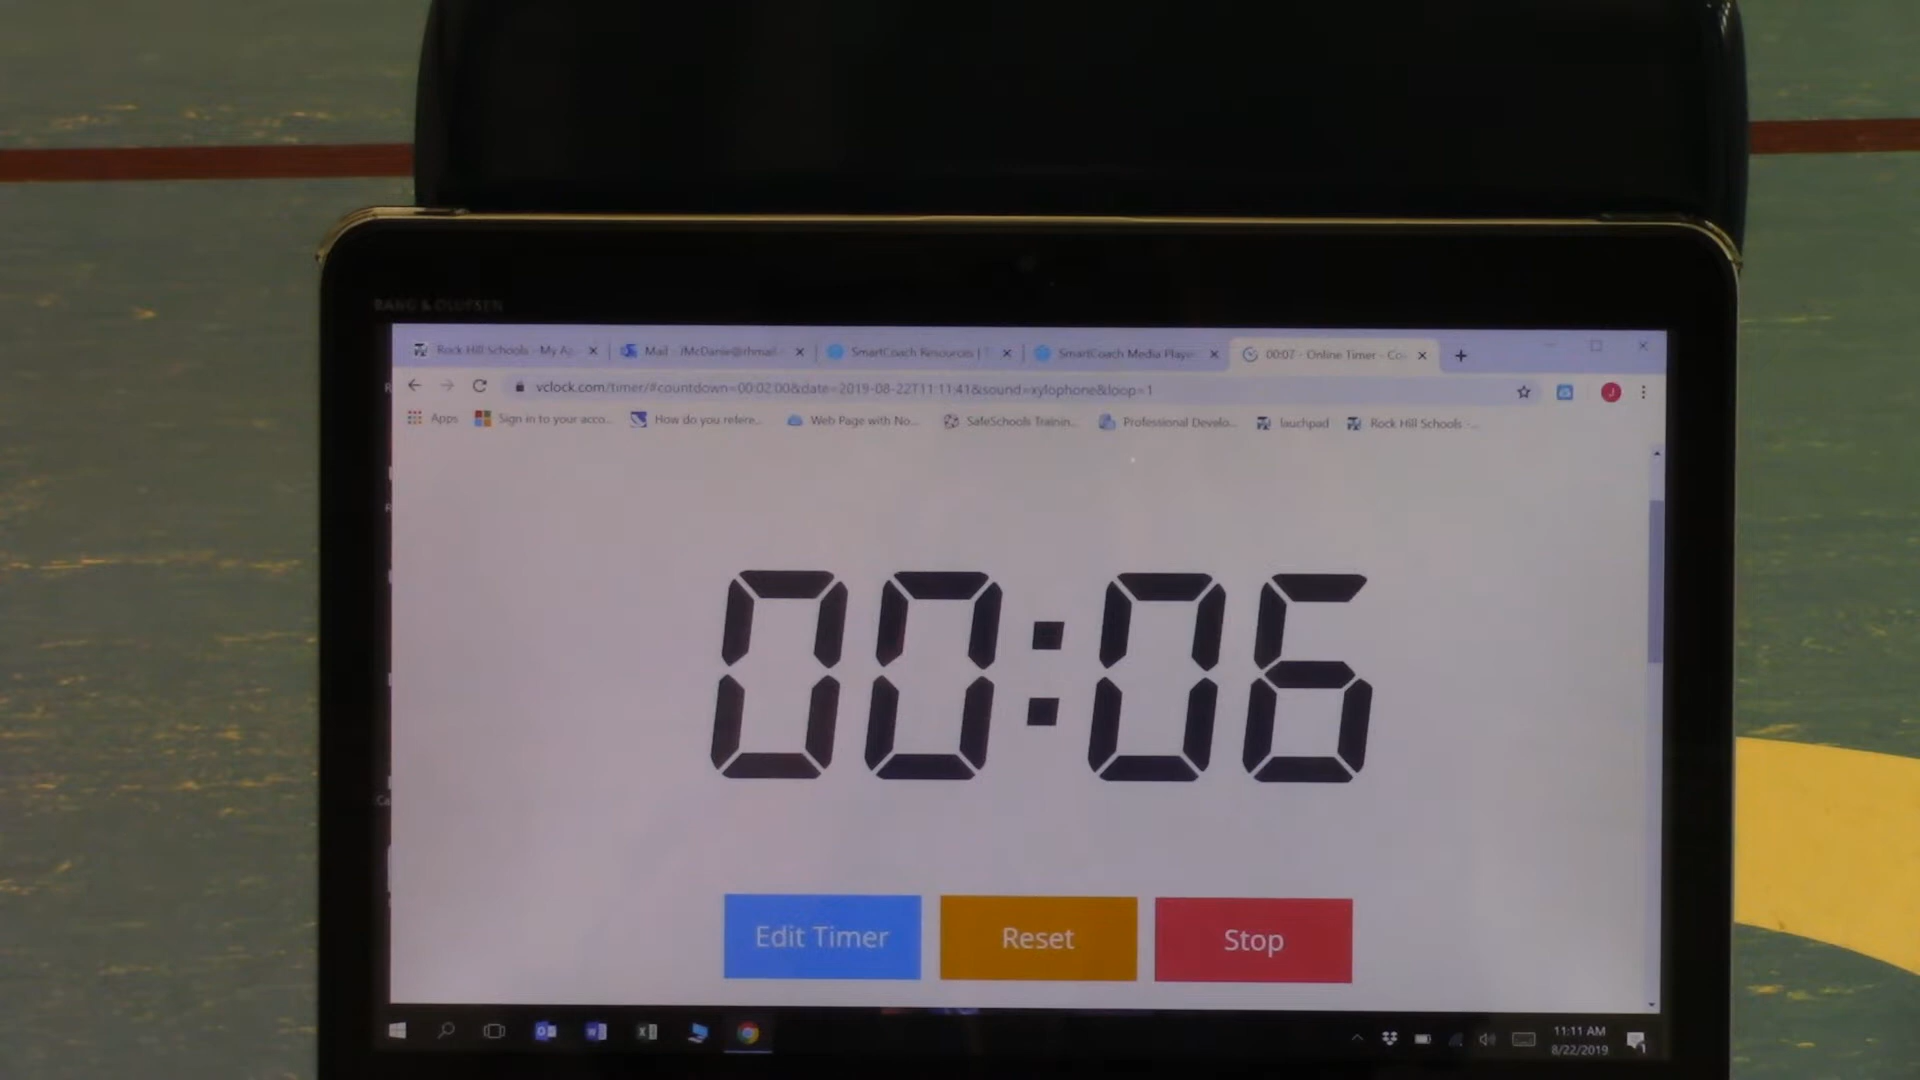 BANG & OLUFSEN
Rock Hill Schools - My Ap
Mail
SmartCoach Resources |
SmartCoach Media Player
00:07 - Online Timer - Co
vclock.com/timer/#countdown=00:02:00&date=2019-08-22T11:11:41&sound=xylophone&loop=1
J
Apps
Sign in to your acco...
How do you refere...
Web Page with No...
SafeSchools Trainin...
Professional Develo...
lauchpad
Rock Hill Schools -...
00:06
Edit Timer
Reset
Stop
11:11 AM
8/22/2019